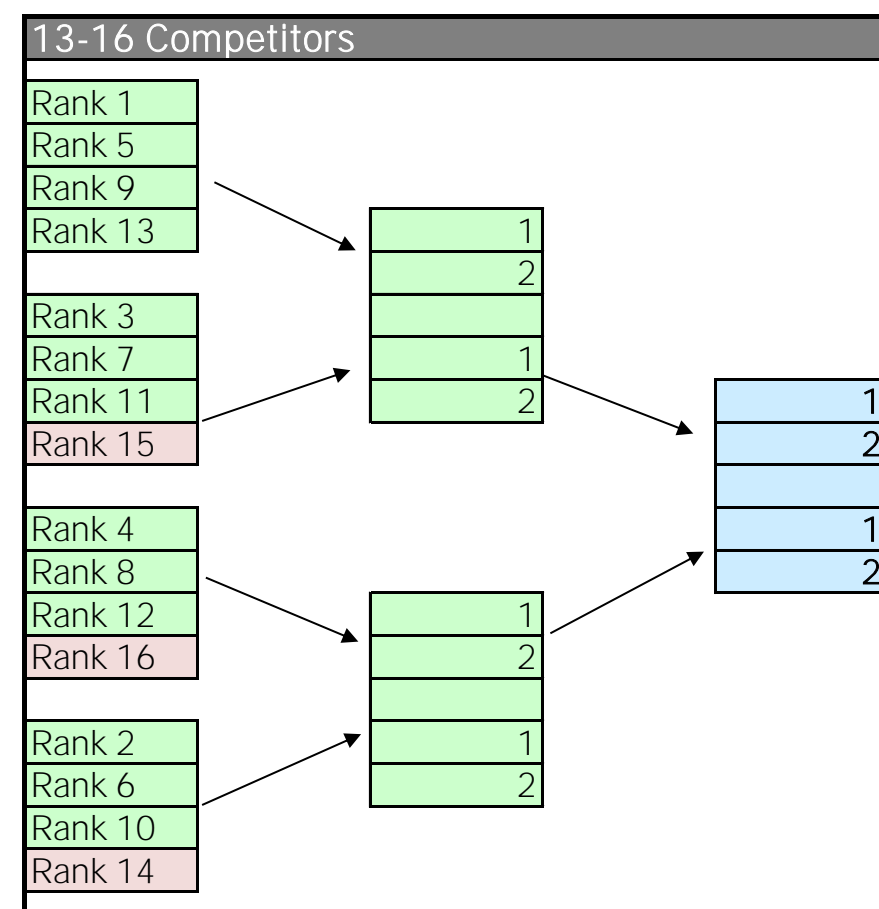 13-16 Competitors
Rank 1
Rank 5
Rank 9
Rank 13
Rank 3
Rank 7
Rank 11
Rank 15
Rank 4
Rank 8
Rank 12
Rank 16
Rank 2
Rank 6
Rank 10
Rank 14
1
2
1
2
1
2
1
2
1
2
1
2